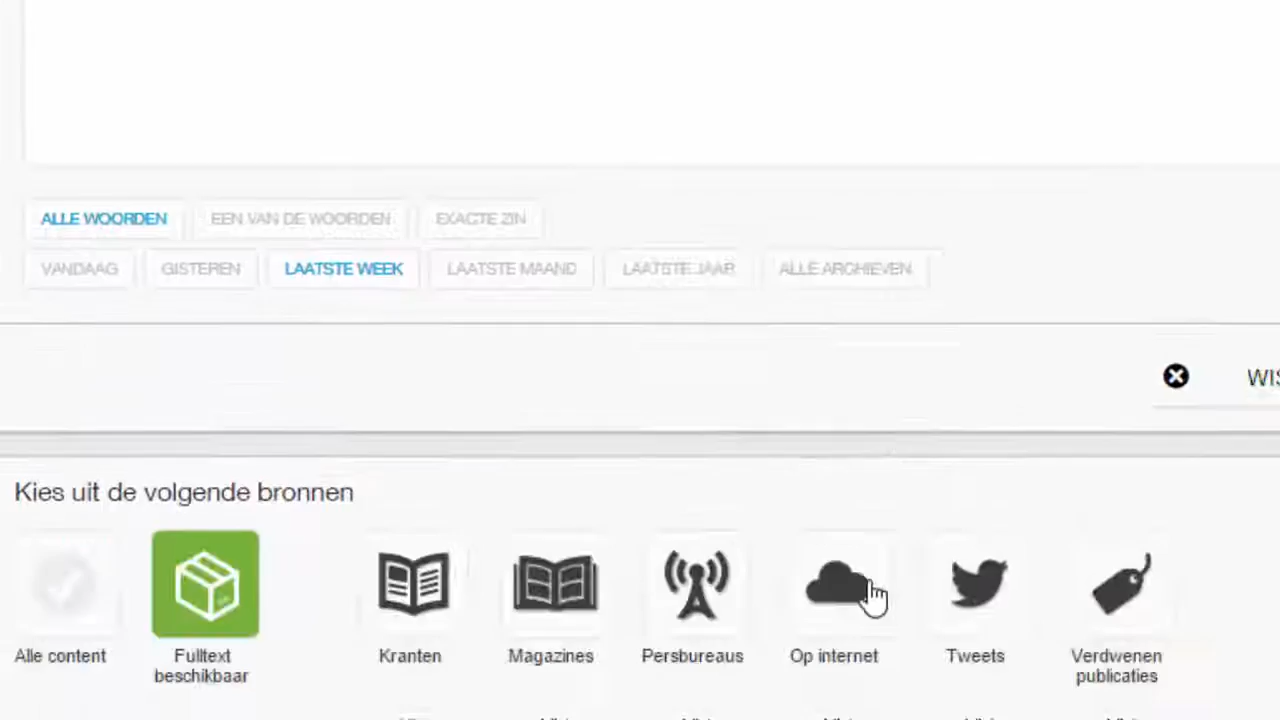 ALLE WOORDEN EEN VAN DE WOORDEN EXACTE ZIN
VANDAAG GISTEREN LAATSTE WEEK LAATSTE MAAND LAATSTE JAAR ALLE ARCHIEVEN
Kies uit de volgende bronnen
Alle content Fulltext beschikbaar Kranten Magazines Persbureaus Op internet Tweets Verdwenen publicaties